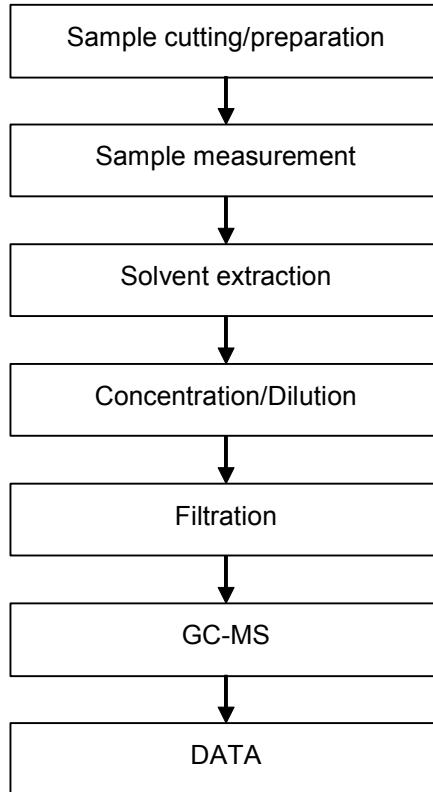 Sample cutting/preparation
Sample measurement
Solvent extraction
Concentration/Dilution
Filtration
GC-MS
DATA